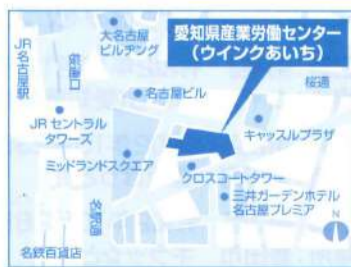 愛知県産業労働センター
(ウインクあいち)
大名古屋
ビルヂング
JR
名古屋駅
桜通口
名古屋ビル
桜通
JRセントラル
タワーズ
キャッスルプラザ
ミッドランドスクエア
クロスコートタワー
三井ガーデンホテル
名古屋プレミア
名駅通
名鉄百貨店
N